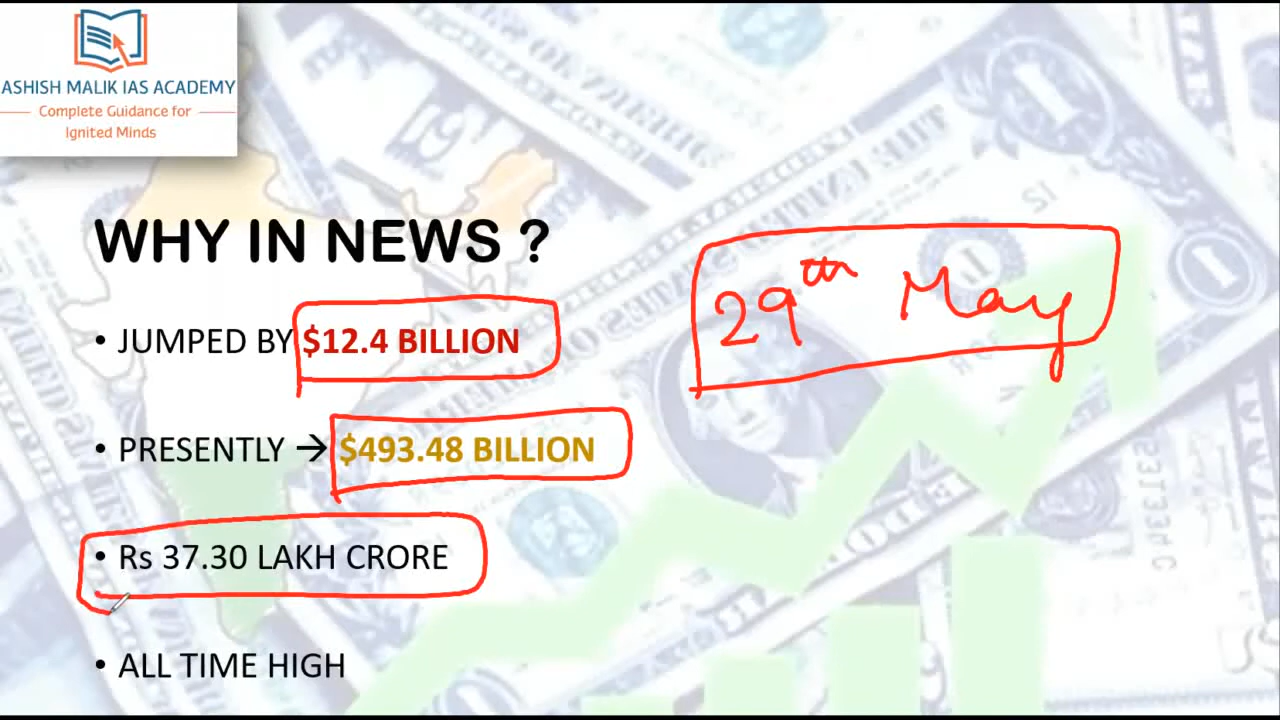 ASHISH MALIK IAS ACADEMY
Complete Guidance for
Ignited Minds
WHY IN NEWS ?
29th May
• JUMPED BY $12.4 BILLION
• PRESENTLY → $493.48 BILLION
• Rs 37.30 LAKH CRORE
• ALL TIME HIGH